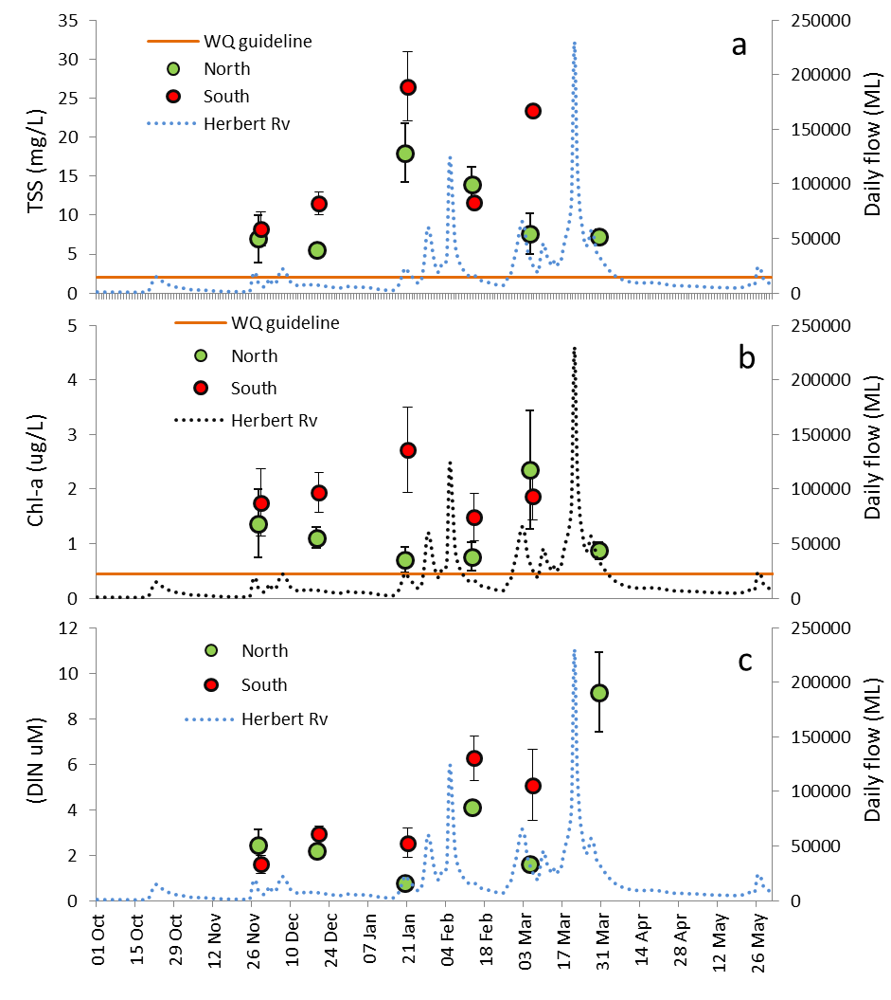 35
30
25
20
15
10
5
0
TSS (mg/L)
WQ guideline
North
South
Herbert Rv
a
250000
200000
150000
100000
50000
0
Daily flow (ML)
5
4
3
2
1
0
Chl-a (ug/L)
WQ guideline
North
South
Herbert Rv
b
250000
200000
150000
100000
50000
0
Daily flow (ML)
12
10
8
6
4
2
0
(DIN uM)
North
South
Herbert Rv
c
250000
200000
150000
100000
50000
0
Daily flow (ML)
01 Oct
15 Oct
29 Oct
12 Nov
26 Nov
10 Dec
24 Dec
07 Jan
21 Jan
04 Feb
18 Feb
03 Mar
17 Mar
31 Mar
14 Apr
28 Apr
12 May
26 May